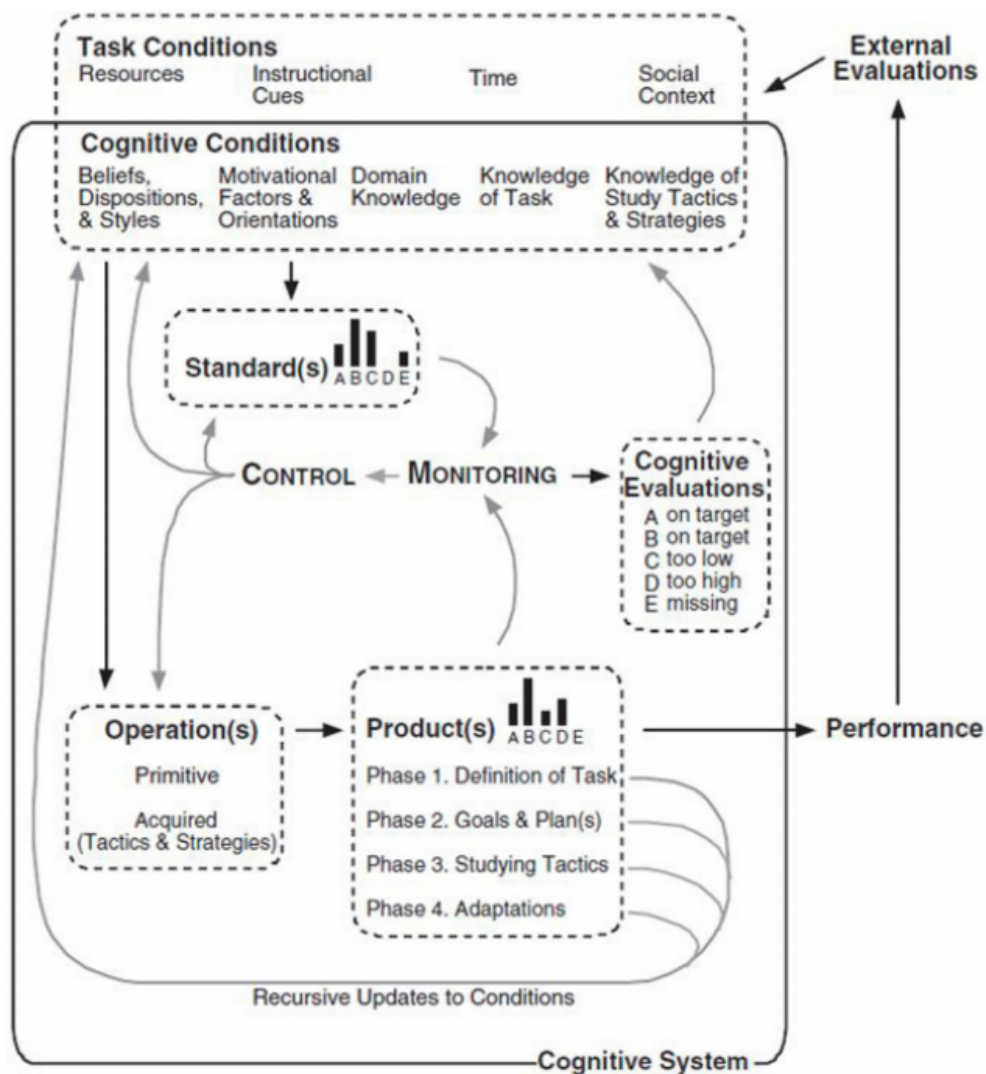 Task Conditions
Resources
Instructional
Cues
Time
Social
Context
External
Evaluations
Cognitive Conditions
Beliefs,
Dispositions,
& Styles
Motivational
Factors &
Orientations
Domain
Knowledge
Knowledge
of Task
Knowledge of
Study Tactics
& Strategies
Standard(s)
A B C D E
CONTROL
MONITORING
Cognitive
Evaluations
A on target
B on target
C too low
D too high
E missing
Operation(s)
Primitive
Acquired
(Tactics & Strategies)
Product(s)
A B C D E
Phase 1. Definition of Task
Phase 2. Goals & Plan(s)
Phase 3. Studying Tactics
Phase 4. Adaptations
Performance
Recursive Updates to Conditions
Cognitive System